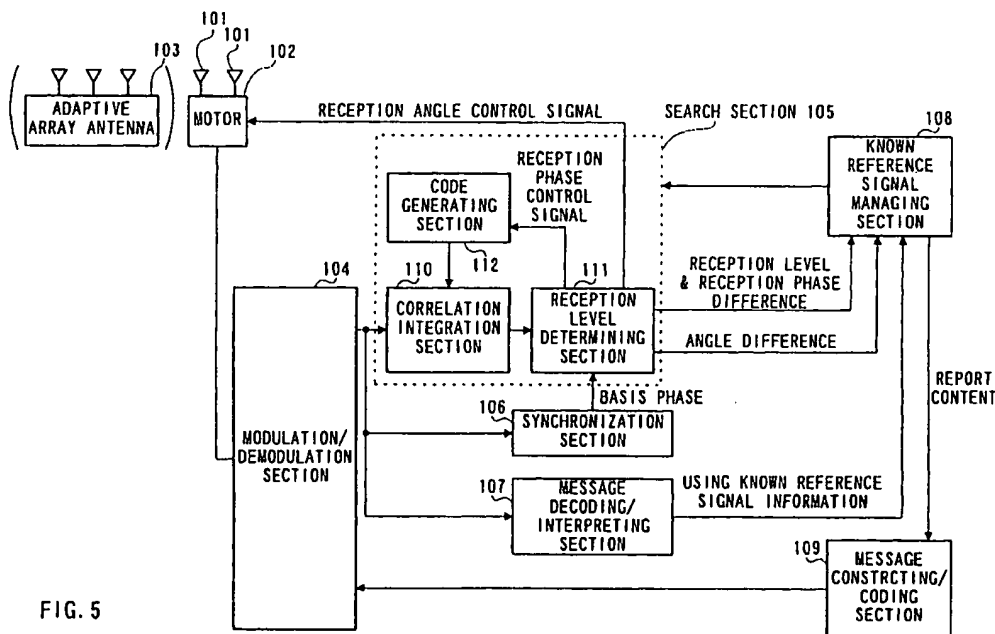 101
101
103
102
ADAPTIVE
ARRAY ANTENNA
MOTOR
RECEPTION ANGLE CONTROL SIGNAL
SEARCH SECTION 105
108
KNOWN
REFERENCE
SIGNAL
MANAGING
SECTION
RECEPTION
PHASE
CONTROL
SIGNAL
CODE
GENERATING
SECTION
112
104
110
111
CORRELATION
INTEGRATION
SECTION
RECEPTION
LEVEL
DETERMINING
SECTION
RECEPTION LEVEL
& RECEPTION PHASE
DIFFERENCE
ANGLE DIFFERENCE
REPORT
CONTENT
BASIS PHASE
106
SYNCHRONIZATION
SECTION
MODULATION/
DEMODULATION
SECTION
107
MESSAGE
DECODING/
INTERPRETING
SECTION
USING KNOWN REFERENCE
SIGNAL INFORMATION
109
MESSAGE
CONSTRCTING/
CODING
SECTION
FIG. 5